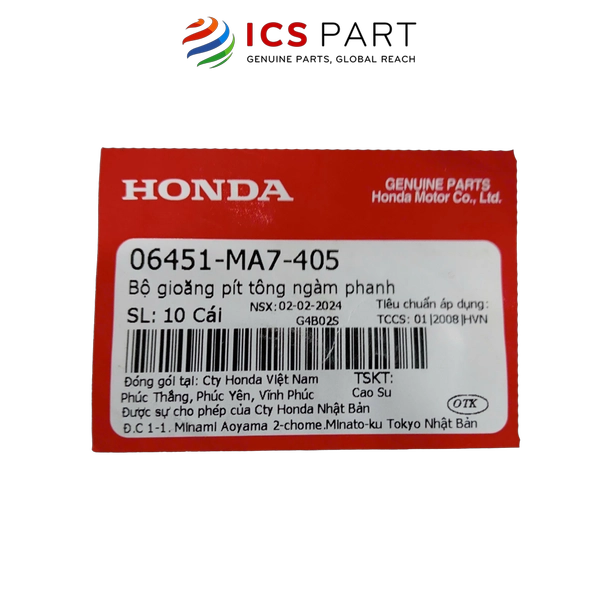 ICS PART
GENUINE PARTS, GLOBAL REACH
HONDA
GENUINE PARTS
Honda Motor Co., Ltd.
06451-MA7-405
Bộ gioăng pít tông ngàm phanh
SL: 10 Cái
NSX: 02-02-2024
G4B02S
Tiêu chuẩn áp dụng:
TCCS: 01|2008|HVN
Đóng gói tại: Cty Honda Việt Nam
Phúc Thắng, Phúc Yên, Vĩnh Phúc
TSKT:
Cao Su
Được sự cho phép của Cty Honda Nhật Bản
OTK
Đ.C 1-1. Minami Aoyama 2-chome.Minato-ku Tokyo Nhật Bản